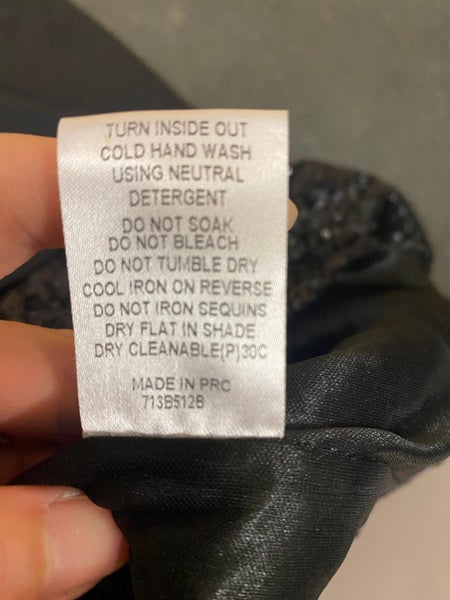 TURN INSIDE OUT
COLD HAND WASH
USING NEUTRAL
DETERGENT
DO NOT SOAK
DO NOT BLEACH
DO NOT TUMBLE DRY
COOL IRON ON REVERSE
DO NOT IRON SEQUINS
DRY FLAT IN SHADE
DRY CLEANABLE(P)30C
MADE IN PRC
713B512B